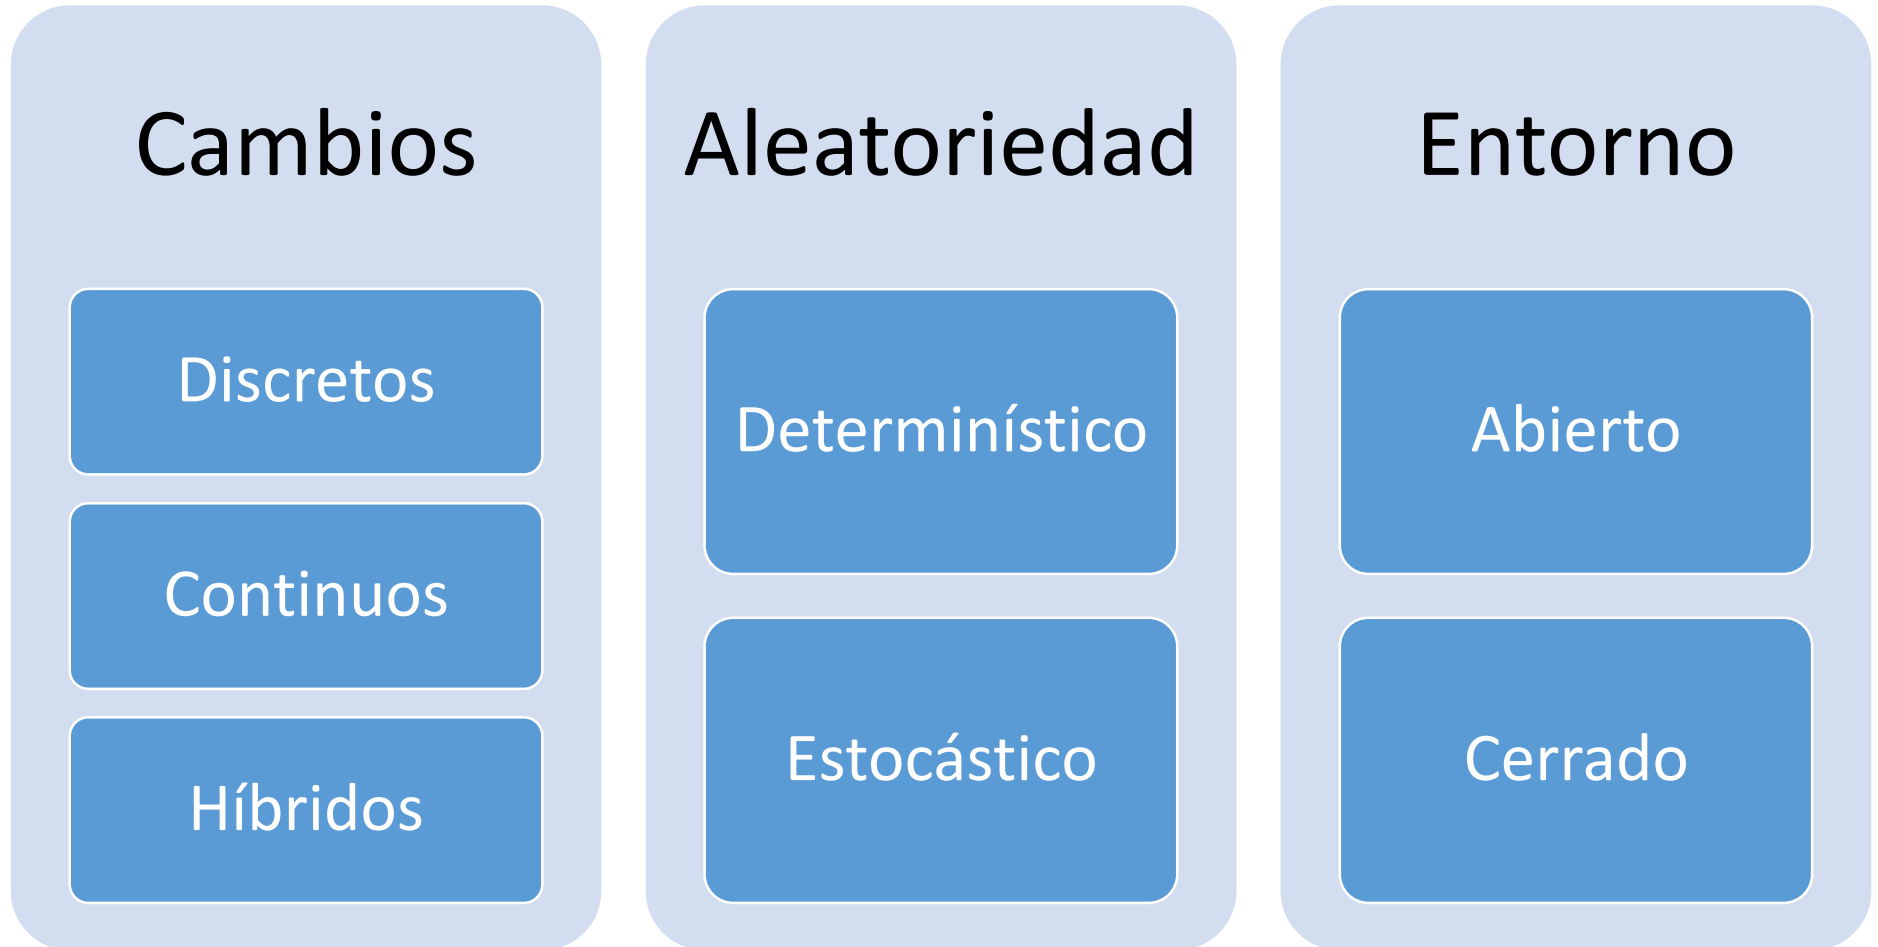 Cambios
Discretos
Continuos
Híbridos
Aleatoriedad
Determinístico
Estocástico
Entorno
Abierto
Cerrado